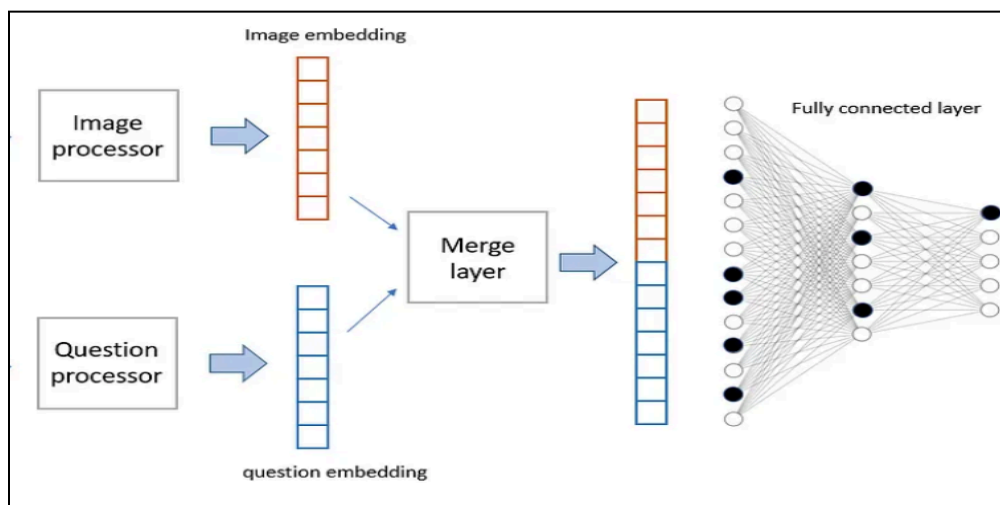 Image embedding
Image
processor
Question
processor
question embedding
Merge
layer
Fully connected layer